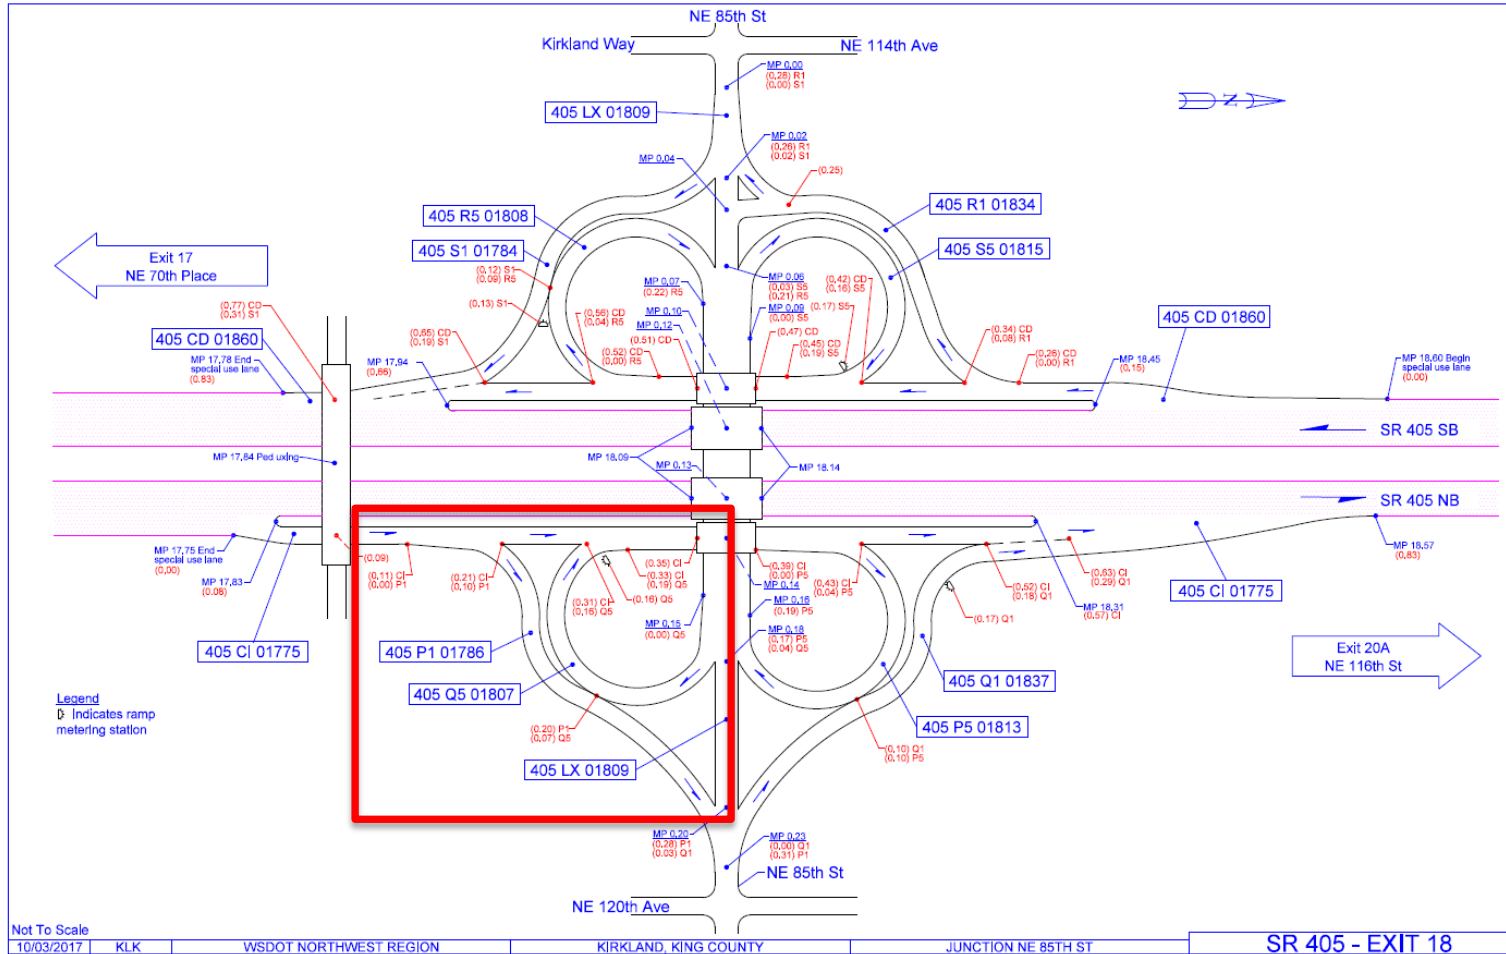 NE 85th St
Kirkland Way
NE 114th Ave
MP 0.00
(0.28) R1
(0.00) S1
N
405 LX 01809
MP 0.02
(0.26) R1
(0.02) S1
MP 0.04
(0.25)
405 R5 01808
405 R1 01834
405 S1 01784
405 S5 01815
Exit 17
NE 70th Place
(0.12) S1
(0.09) R5
MP 0.07
(0.22) R5
MP 0.06
(0.03) S5
(0.21) R5
(0.42) CD
(0.16) S5
(0.77) CD
(0.31) S1
(0.13) S1
(0.56) CD
(0.04) R5
MP 0.10
MP 0.12
MP 0.09
(0.00) S5
(0.17) S5
405 CD 01860
(0.65) CD
(0.19) S1
(0.51) CD
(0.47) CD
(0.34) CD
(0.08) R1
405 CD 01860
MP 17.78 End
special use lane
(0.83)
MP 17.94
(0.66)
(0.52) CD
(0.00) R5
(0.45) CD
(0.19) S5
(0.26) CD
(0.00) R1
MP 18.45
(0.15)
MP 18.60 Begin
special use lane
(0.00)
SR 405 SB
MP 17.84 Ped uxing
MP 18.09
MP 0.13
MP 18.14
SR 405 NB
MP 17.75 End
special use lane
(0.00)
MP 17.83
(0.08)
(0.09)
(0.11) CI
(0.00) P1
(0.21) CI
(0.10) P1
(0.35) CI
(0.33) CI
(0.19) Q5
(0.31) CI
(0.16) Q5
(0.16) Q5
(0.39) CI
(0.00) P5
MP 0.14
(0.43) CI
(0.04) P5
(0.52) CI
(0.18) Q1
(0.63) CI
(0.29) Q1
MP 18.57
(0.83)
MP 0.16
(0.19) P5
MP 18.31
(0.57) CI
405 CI 01775
(0.17) Q1
MP 0.15
(0.00) Q5
MP 0.18
(0.17) P5
(0.04) Q5
405 CI 01775
405 P1 01786
Exit 20A
NE 116th St
405 Q5 01807
405 Q1 01837
Legend
Indicates ramp
metering station
(0.20) P1
(0.07) Q5
405 P5 01813
(0.10) Q1
(0.10) P5
405 LX 01809
MP 0.20
(0.28) P1
(0.03) Q1
MP 0.23
(0.00) Q1
(0.31) P1
NE 85th St
NE 120th Ave
Not To Scale
10/03/2017 KLK WSDOT NORTHWEST REGION KIRKLAND, KING COUNTY JUNCTION NE 85TH ST SR 405 - EXIT 18